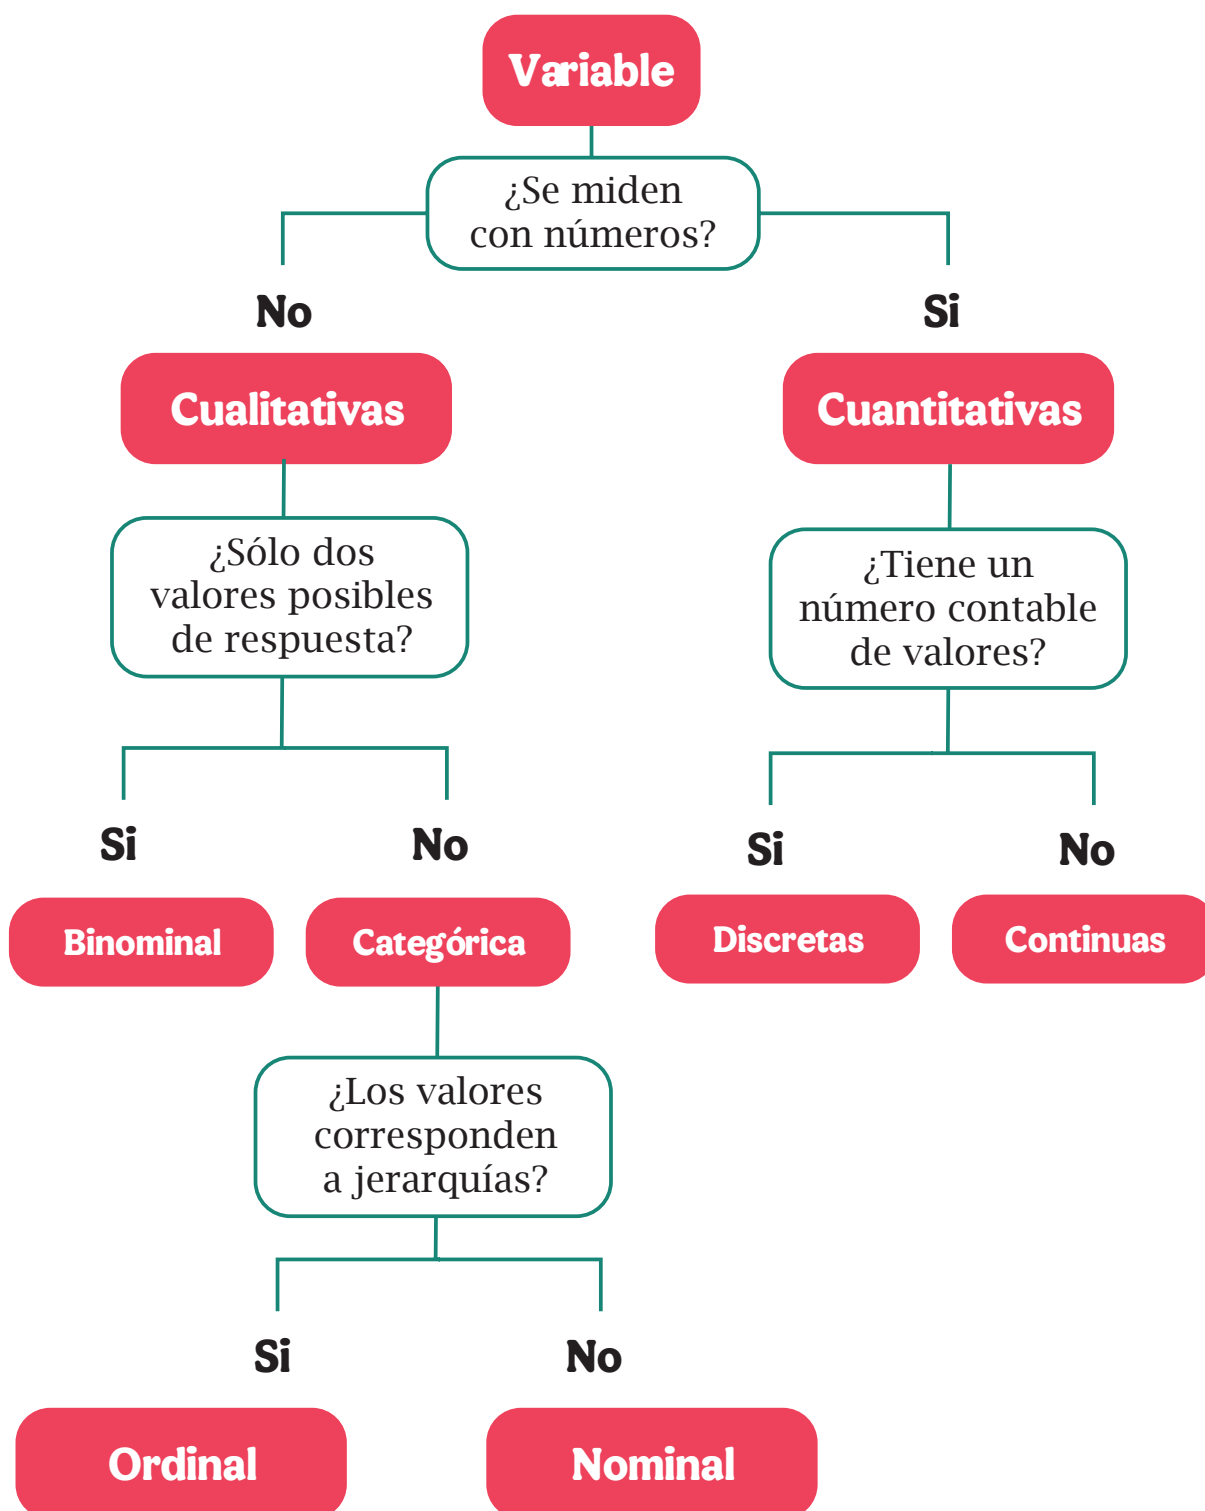 Variable
¿Se miden
con números?
No
Si
Cualitativas
Cuantitativas
¿Sólo dos
valores posibles
de respuesta?
¿Tiene un
número contable
de valores?
Si
No
Si
No
Binominal
Categórica
Discretas
Continuas
¿Los valores
corresponden
a jerarquías?
Si
No
Ordinal
Nominal